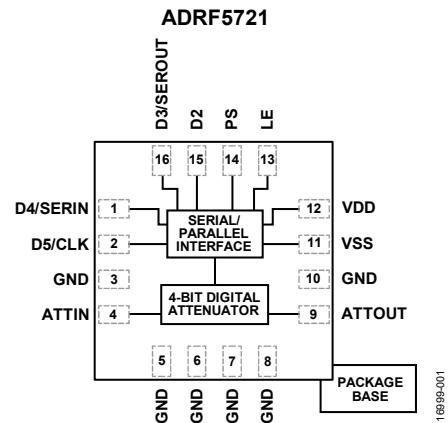 ADRF5721
D3/SEROUT
D2
PS
LE
16
15
14
13
D4/SERIN
1
SERIAL/
PARALLEL
INTERFACE
12
VDD
D5/CLK
2
11
VSS
GND
3
10
GND
ATTIN
4
4-BIT DIGITAL
ATTENUATOR
9
ATTOUT
5
6
7
8
GND
GND
GND
GND
PACKAGE
BASE
16999-001